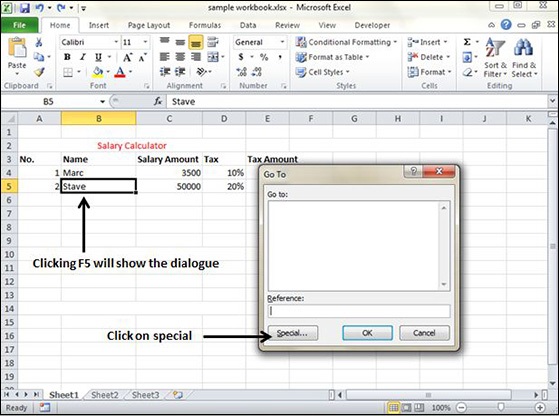 sample workbook.xlsx - Microsoft Excel
File Home Insert Page Layout Formulas Data Review View Developer
Calibri 11 General Conditional Formatting Insert Σ
Paste B I U A A $ % , Format as Table Delete Sort & Find &
Cell Styles Format Filter Select
Clipboard Font Alignment Number Styles Cells Editing
B5 fx Stave
A B C D E F G H I J K
1
2 Salary Calculator
3 No. Name Salary Amount Tax Tax Amount
4 1 Marc 3500 10%
5 2 Stave 50000 20%
6
7
8
9
10
11
12
13
14
15
16
17
18
19
20
Clicking F5 will show the dialogue
Click on special
Go To
Go to:
Reference:
Special... OK Cancel
Sheet1 Sheet2 Sheet3
Ready 100%